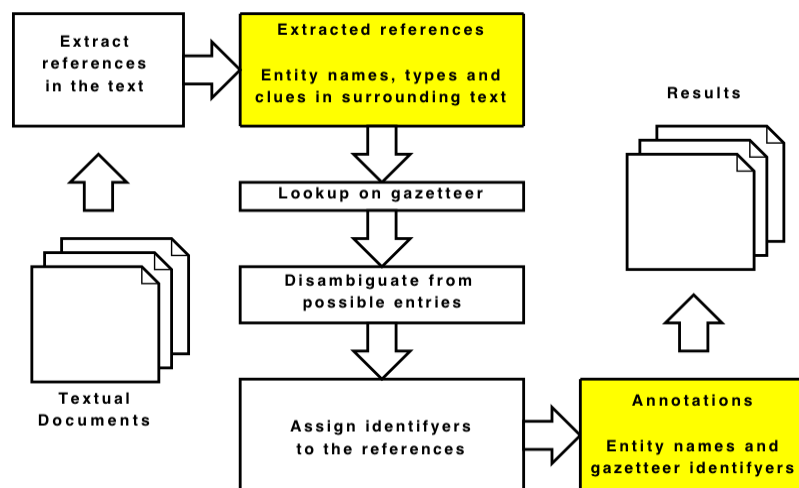 Extract
references
in the text
Extracted references
Entity names, types and
clues in surrounding text
Lookup on gazetteer
Disambiguate from
possible entries
Assign identifyers
to the references
Annotations
Entity names and
gazetteer identifyers
Results
Textual
Documents